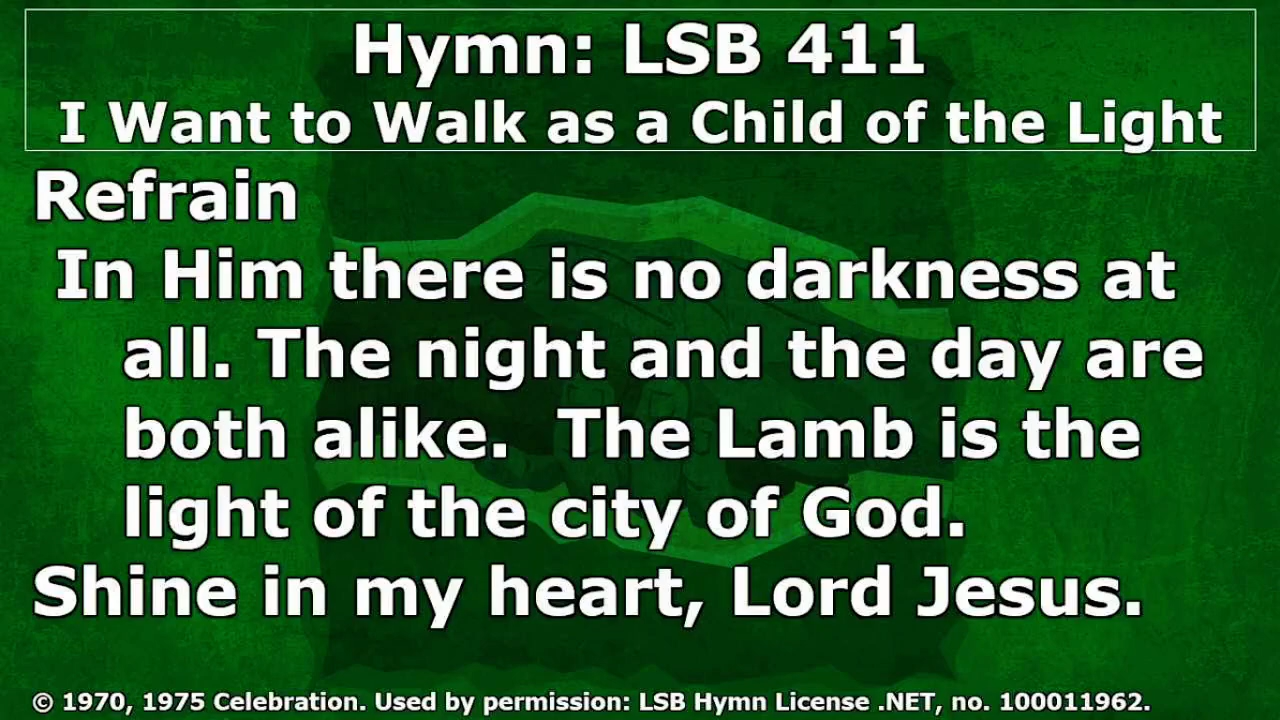 Hymn: LSB 411
I Want to Walk as a Child of the Light
Refrain
In Him there is no darkness at
all. The night and the day are
both alike.  The Lamb is the
light of the city of God.
Shine in my heart, Lord Jesus.
© 1970, 1975 Celebration. Used by permission: LSB Hymn License .NET, no. 100011962.